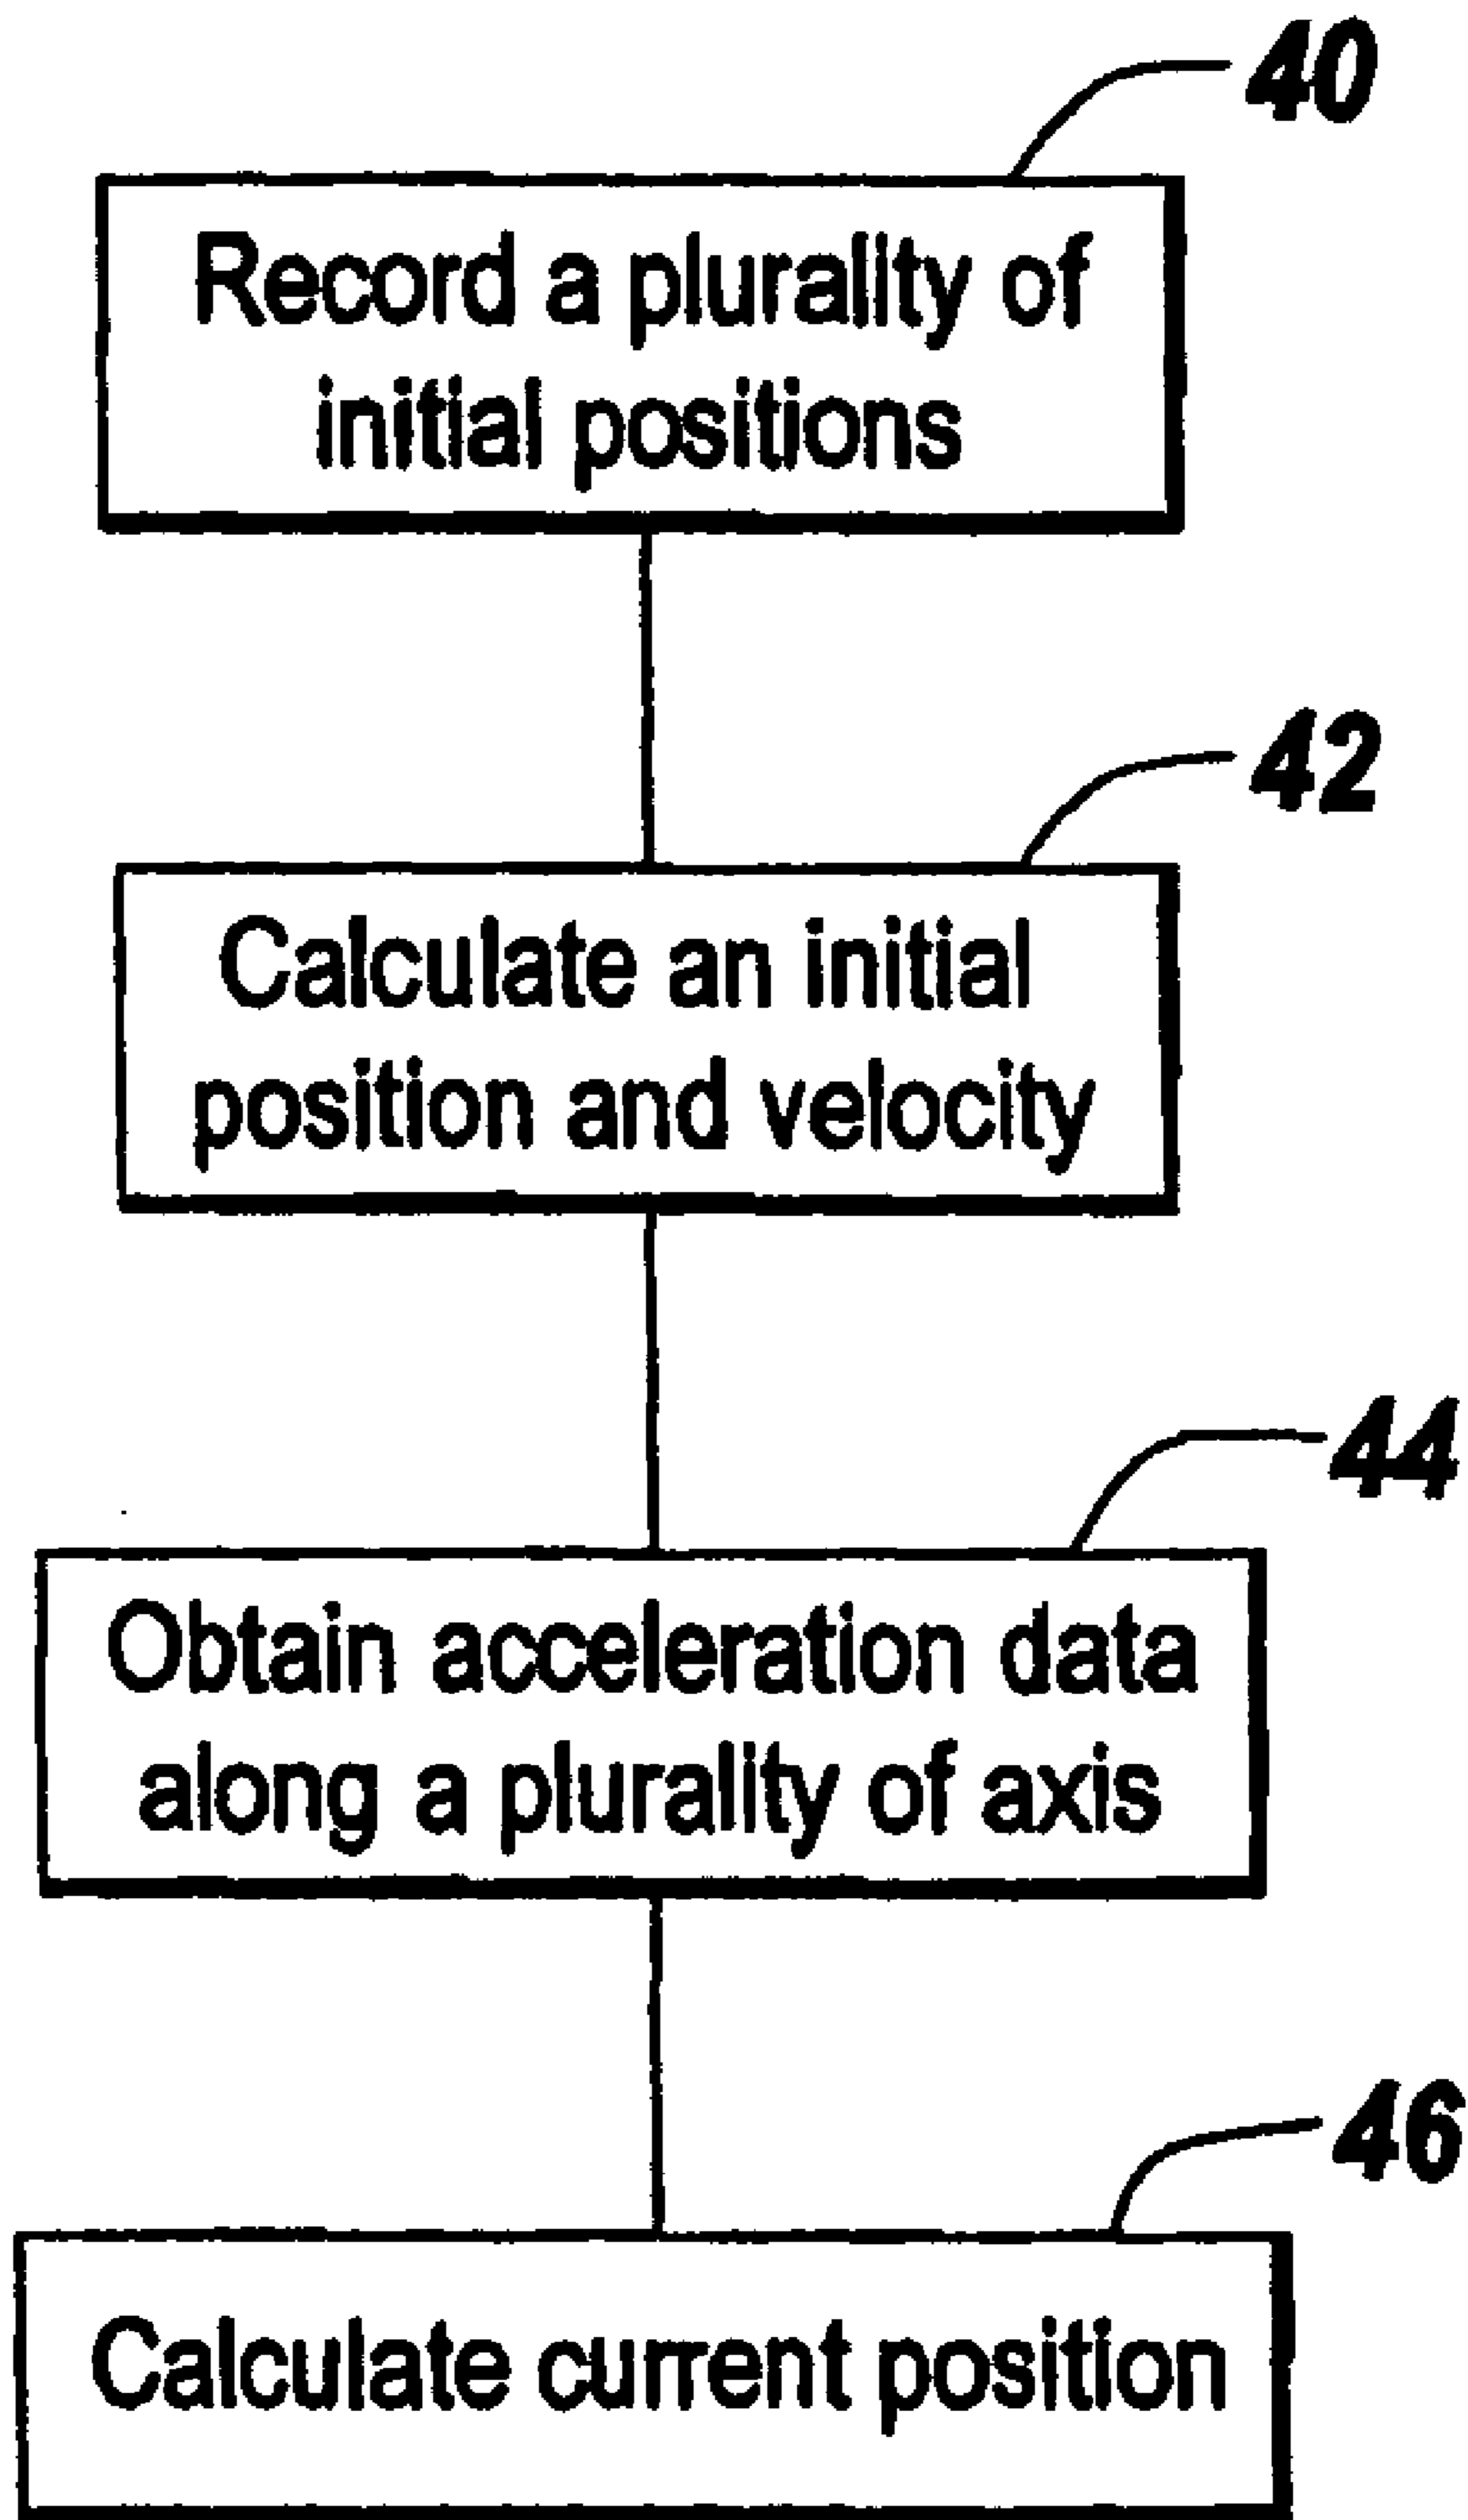 40
Record a plurality of
initial positions
42
Calculate an initial
position and velocity
44
Obtain acceleration data
along a plurality of axis
46
Calculate current position